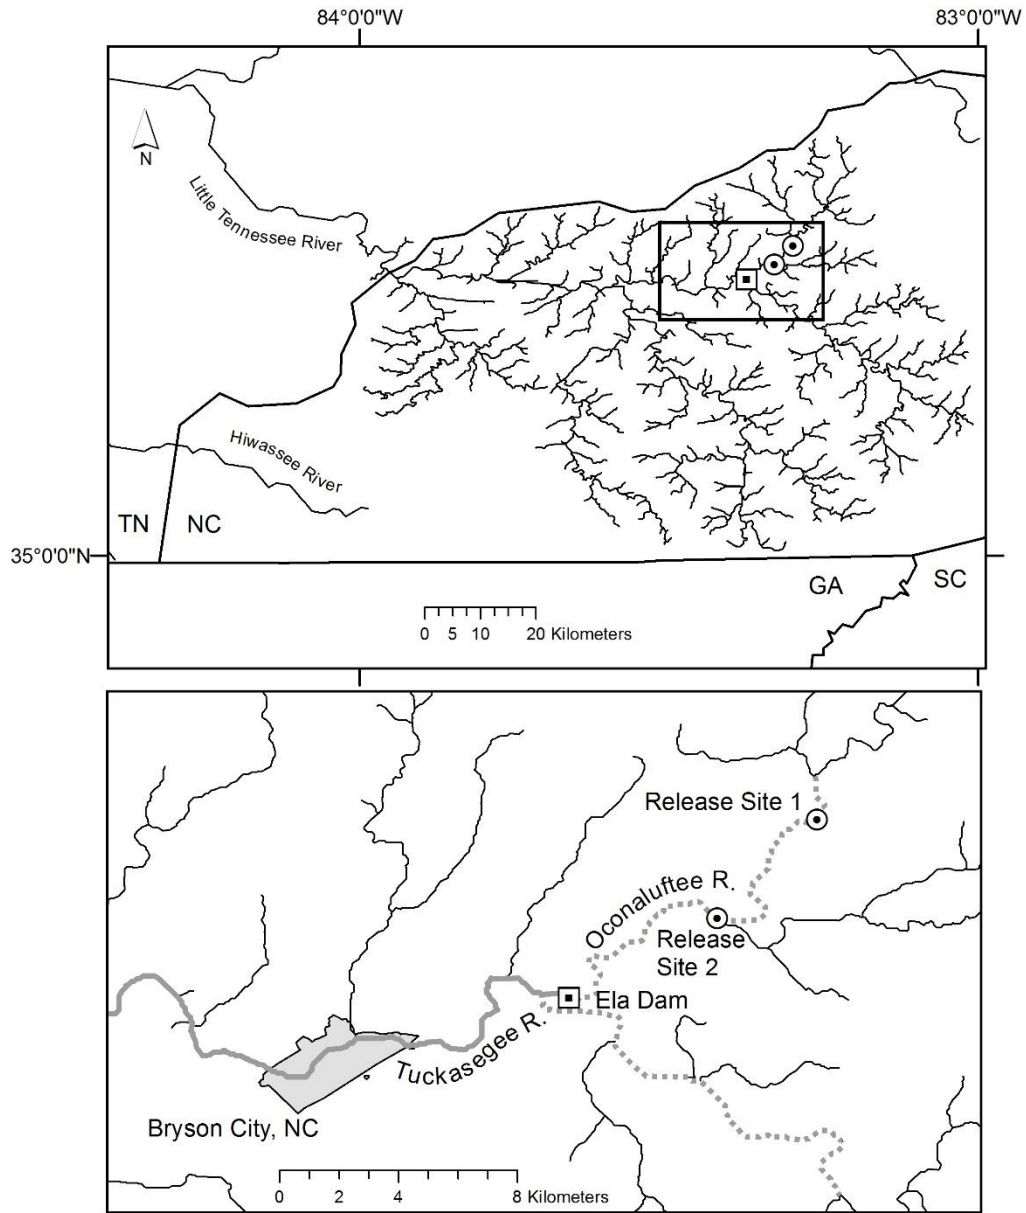 84°0'0"W
83°0'0"W
N
Little Tennessee River
Hiwassee River
TN
NC
35°0'0"N
GA
SC
0 5 10 20 Kilometers
Release Site 1
Oconaluftee R.
Release
Site 2
Ela Dam
Tuckasegee R.
Bryson City, NC
0 2 4 8 Kilometers